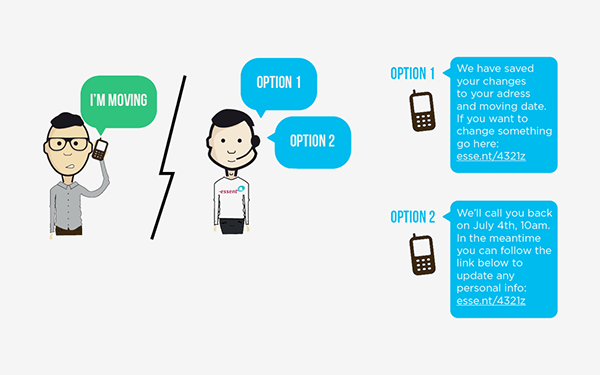 I'M MOVING
OPTION 1
OPTION 2
essent
OPTION 1
We have saved
your changes
to your adress
and moving date.
If you want to
change something
go here:
esse.nt/4321z
OPTION 2
We'll call you back
on July 4th, 10am.
In the meantime
you can follow the
link below to
update any
personal info:
esse.nt/4321z